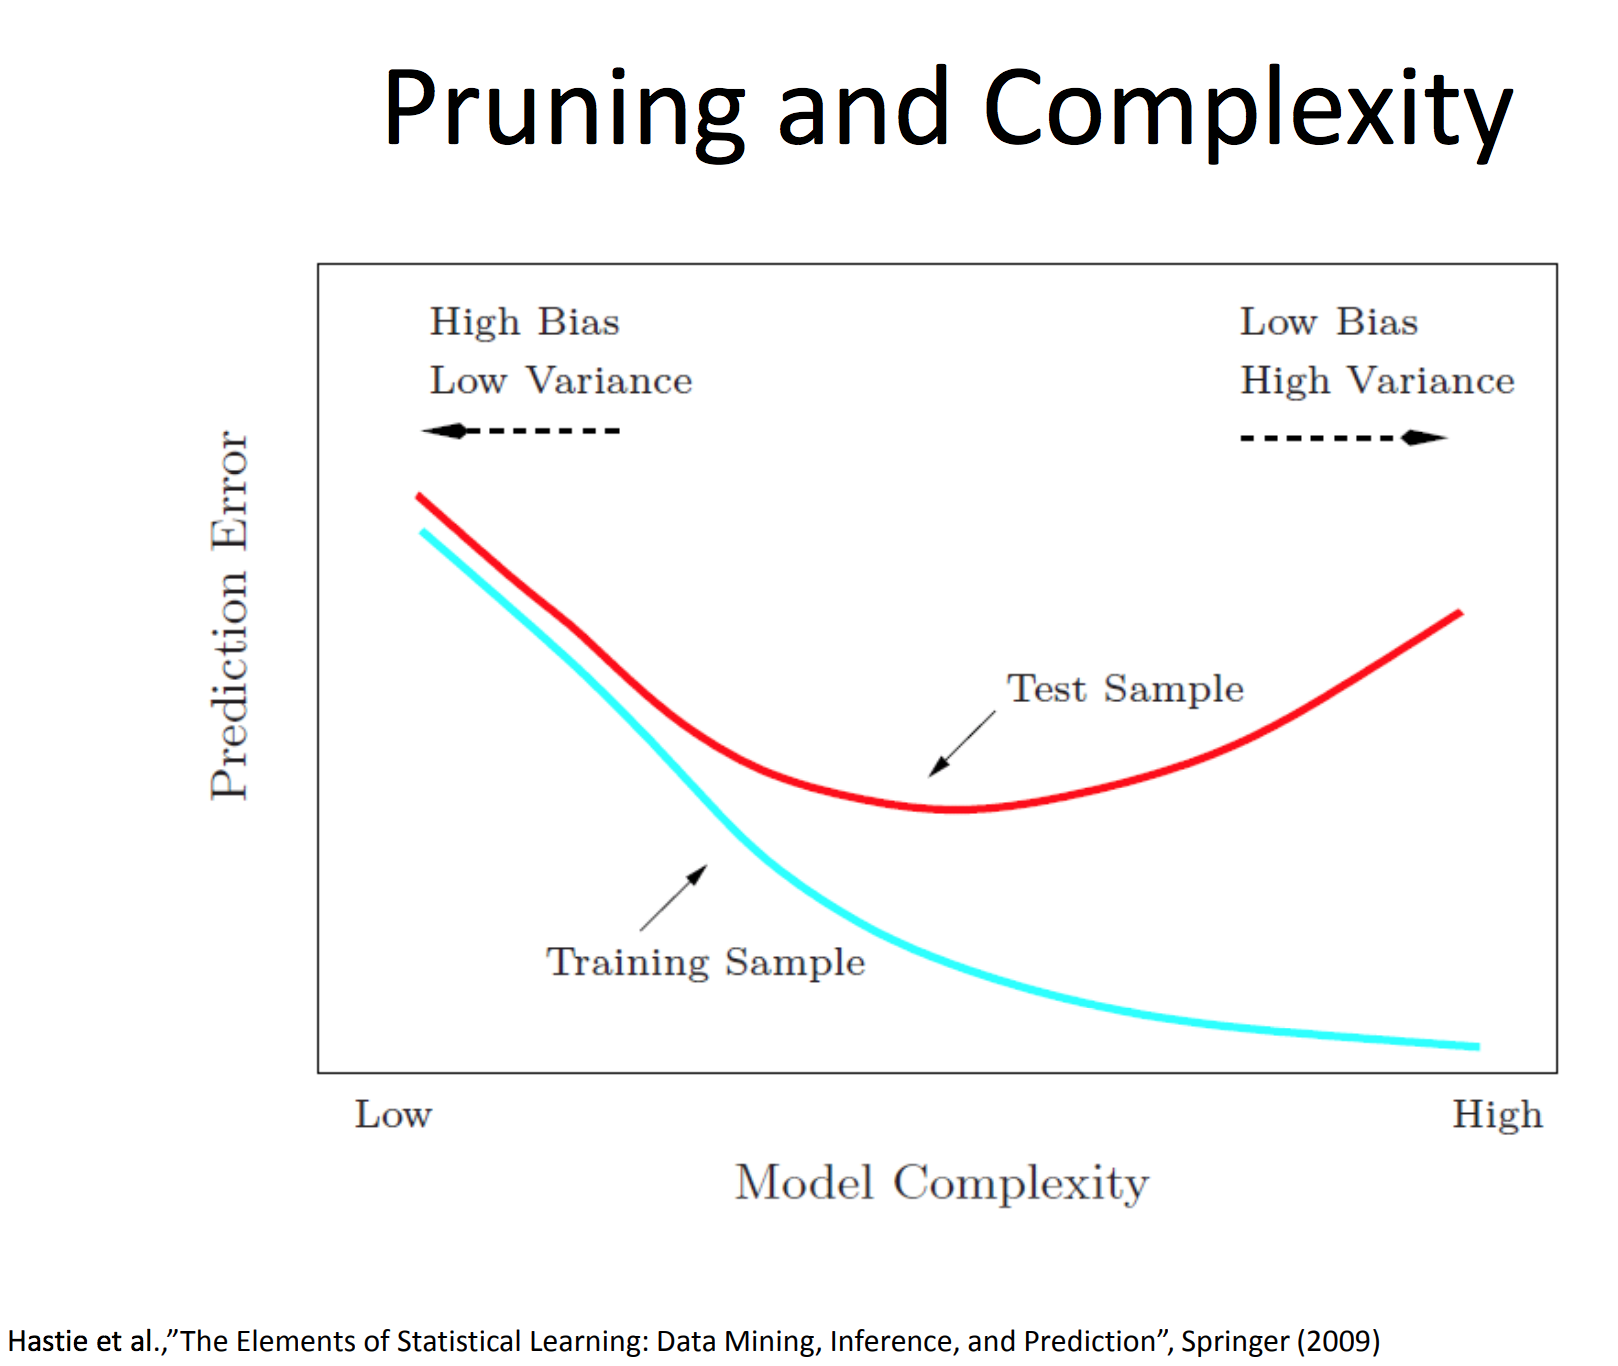 Pruning and Complexity
High Bias
Low Variance
Low Bias
High Variance
Prediction Error
Test Sample
Training Sample
Low
High
Model Complexity
Hastie et al.,”The Elements of Statistical Learning: Data Mining, Inference, and Prediction”, Springer (2009)